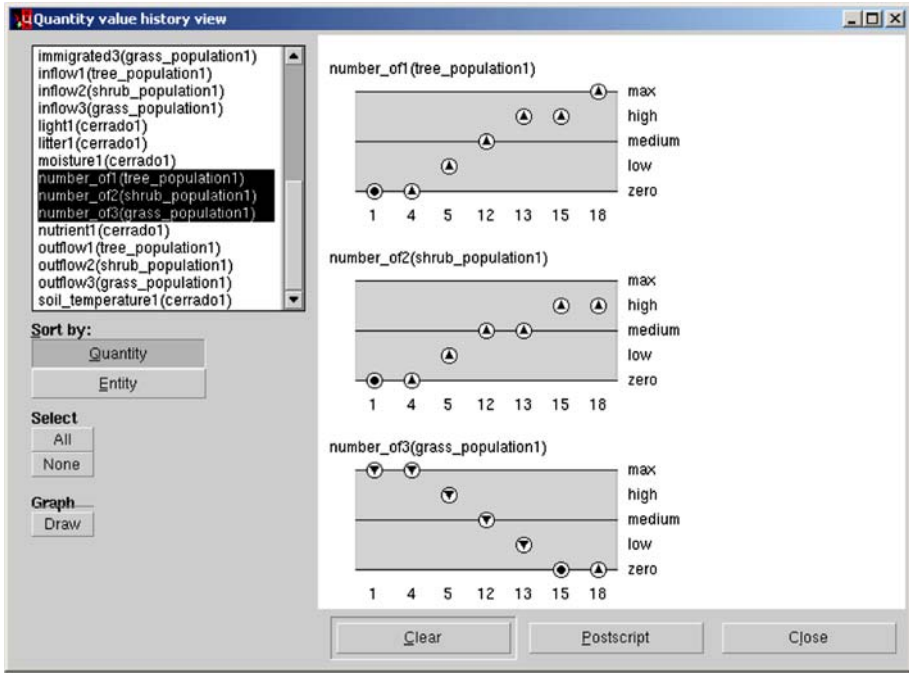 Quantity value history view
immigrated3(grass_population1)
inflow1(tree_population1)
inflow2(shrub_population1)
inflow3(grass_population1)
light1(cerrado1)
litter1(cerrado1)
moisture1(cerrado1)
number_of1(tree_population1)
number_of2(shrub_population1)
number_of3(grass_population1)
nutrient1(cerrado1)
outflow1(tree_population1)
outflow2(shrub_population1)
outflow3(grass_population1)
soil_temperature1(cerrado1)
Sort by:
Quantity
Entity
Select
All
None
Graph
Draw
number_of1(tree_population1)
max
high
medium
low
zero
1 4 5 12 13 15 18
number_of2(shrub_population1)
max
high
medium
low
zero
1 4 5 12 13 15 18
number_of3(grass_population1)
max
high
medium
low
zero
1 4 5 12 13 15 18
Clear Postscript Close